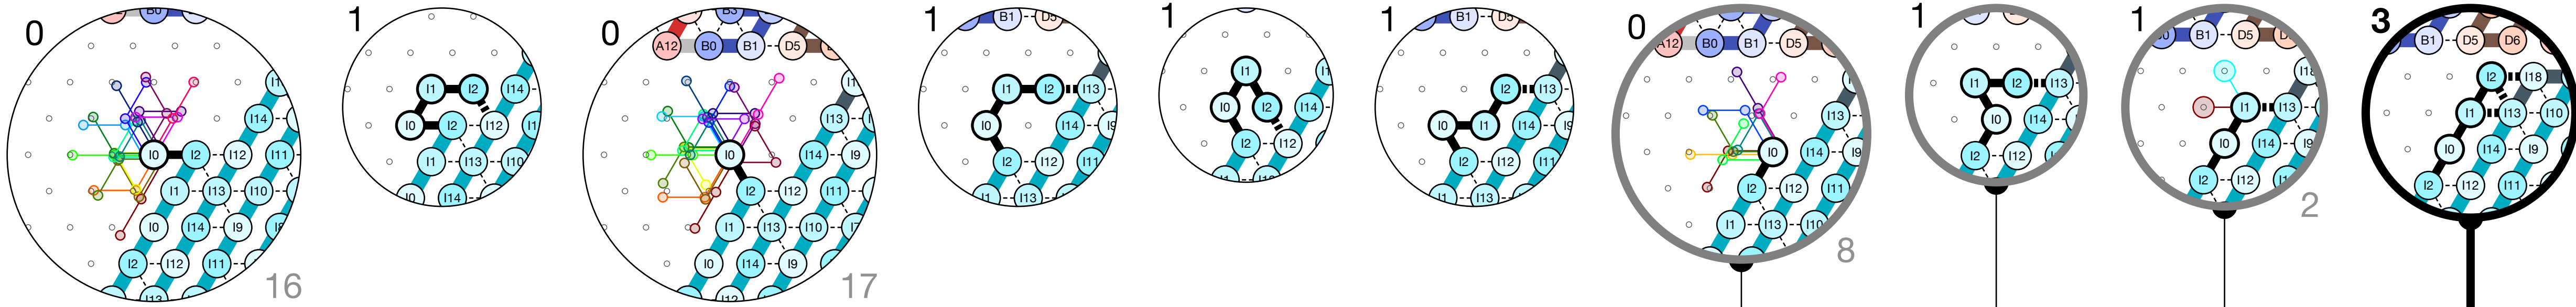 0 1 0 1 1 1 0 1 1 3
B0 B3 B1 D5 B1 D5 B1 D5 B1 D5 D6
A12 B0 B1 D5 A12 B0 B1 D5
I1 I1 I2 I14 I1 I1 I2 I13 I1 I0 I2 I14 I2 I13 I1 I2 I13 I18 I2 I18
I14 I0 I2 I12 I13 I0 I14 I9 I12 I0 I1 I14 I13 I0 I14 I1 I13 I1 I13 I10
I0 I2 I12 I11 I1 I13 I10 I0 I14 I9 I2 I12 I11 I2 I2 I12 I11 I0 I14 I9 I2 I12 I0 I14 I9 I0 I14 I9
I1 I13 I10 I0 I14 I2 I12 I11 I1 I13 I1 I13 I2 I12 I11 I2 I12 I2 I12 I11
I0 I14 I9 I1 I13 I10 I1 I13 I10
I2 I12 I11 I0 I14 I9
I13 I12
16 17 8 2